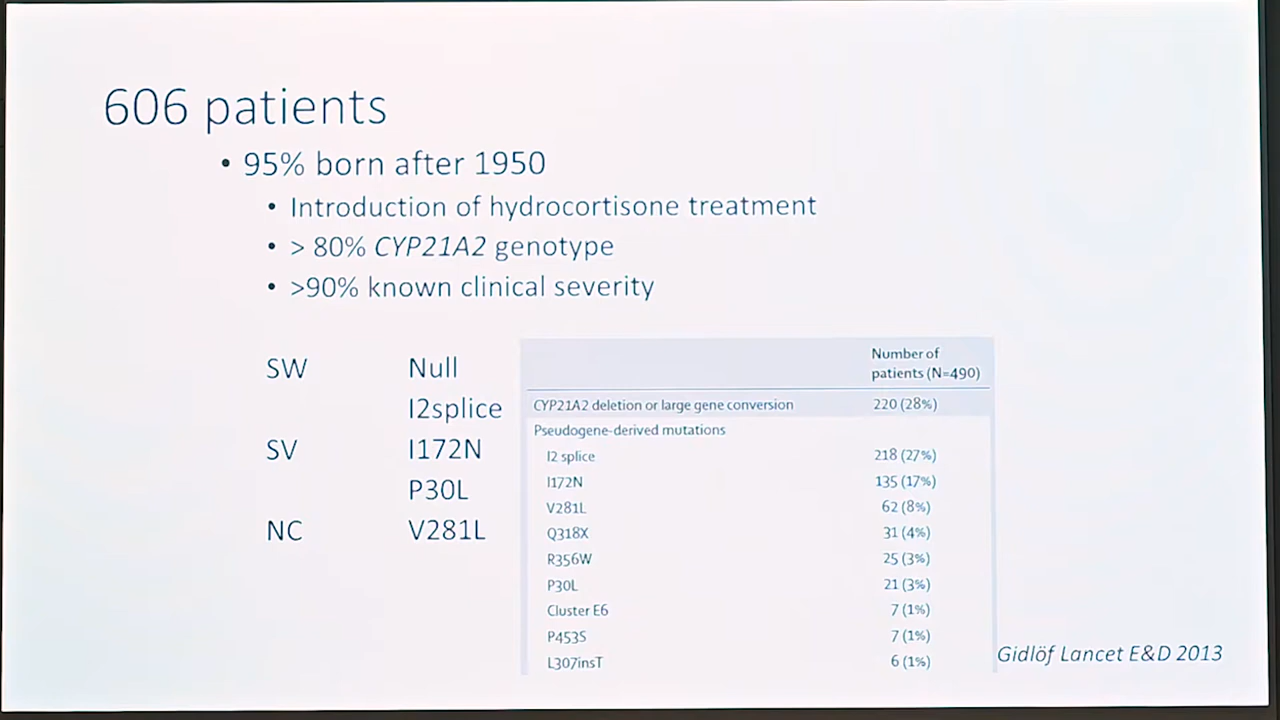 606 patients
• 95% born after 1950
• Introduction of hydrocortisone treatment
• > 80% CYP21A2 genotype
• >90% known clinical severity
SW Null
I2splice
SV I172N
P30L
NC V281L
Number of
patients (N=490)
CYP21A2 deletion or large gene conversion 220 (28%)
Pseudogene-derived mutations
I2 splice 218 (27%)
I172N 135 (17%)
V281L 62 (8%)
Q318X 31 (4%)
R356W 25 (3%)
P30L 21 (3%)
Cluster E6 7 (1%)
P453S 7 (1%)
L307insT 6 (1%)
Gidlöf Lancet E&D 2013